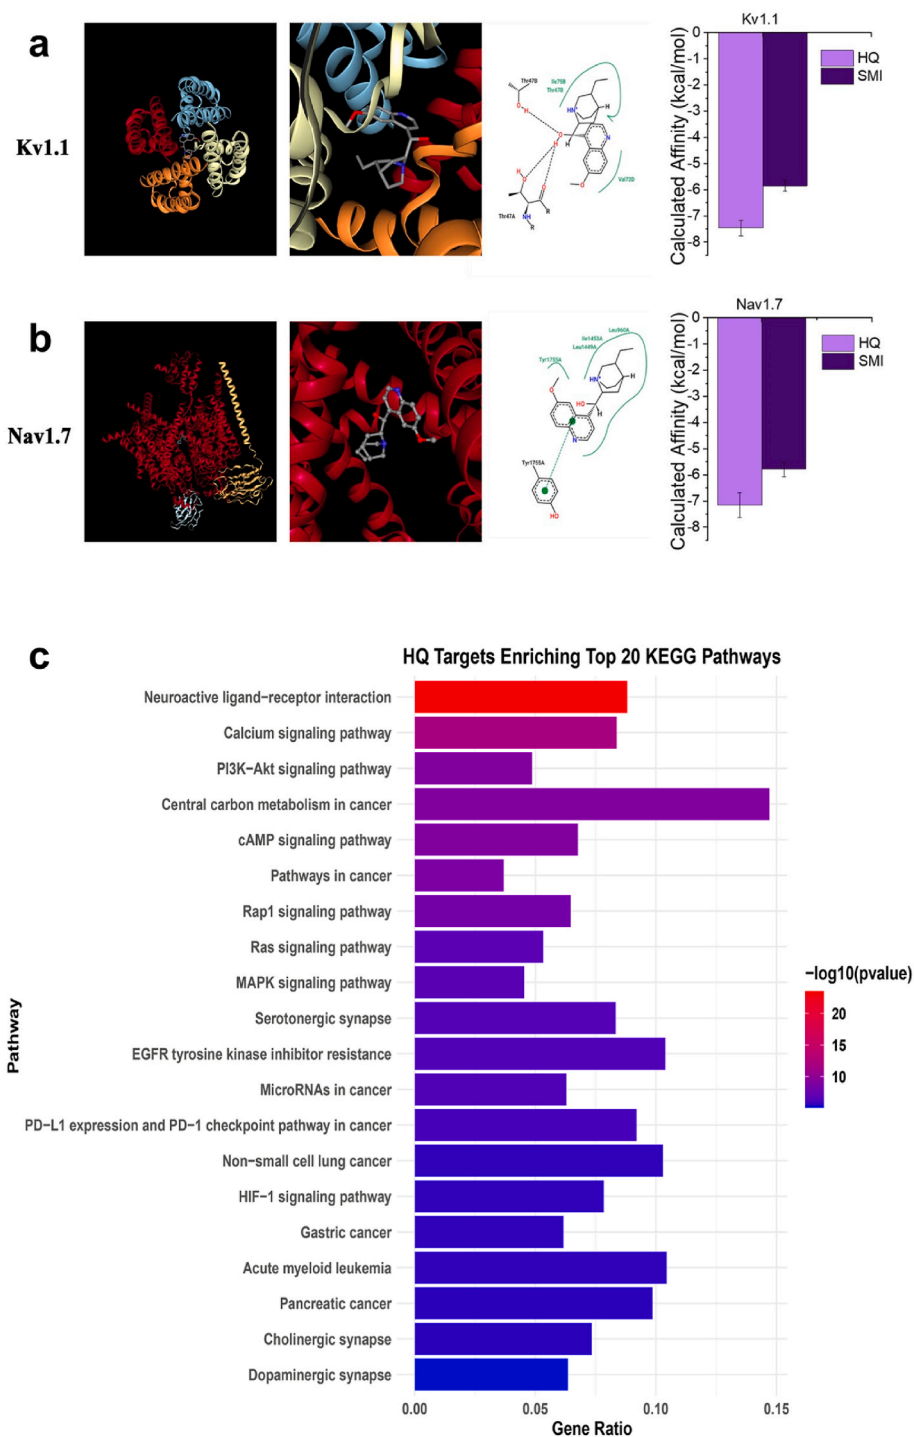 a
Kv1.1
Thr47B
Ile75B
Thr47B
HN⁺
H
O
H
O
H
H
N
H
O
O
O
Val72D
Thr47A
NH
R
R
Kv1.1
Calculated Affinity (kcal/mol)
0
-1
-2
-3
-4
-5
-6
-7
-8
HQ
SMI
b
Nav1.7
Leu960A
Ile1453A
Leu1449A
Tyr1755A
HN⁺
H
O
HO
H
N
Tyr1755A
HO
Nav1.7
Calculated Affinity (kcal/mol)
0
-1
-2
-3
-4
-5
-6
-7
-8
HQ
SMI
c
HQ Targets Enriching Top 20 KEGG Pathways
Pathway
Neuroactive ligand−receptor interaction
Calcium signaling pathway
PI3K−Akt signaling pathway
Central carbon metabolism in cancer
cAMP signaling pathway
Pathways in cancer
Rap1 signaling pathway
Ras signaling pathway
MAPK signaling pathway
Serotonergic synapse
EGFR tyrosine kinase inhibitor resistance
MicroRNAs in cancer
PD−L1 expression and PD−1 checkpoint pathway in cancer
Non−small cell lung cancer
HIF−1 signaling pathway
Gastric cancer
Acute myeloid leukemia
Pancreatic cancer
Cholinergic synapse
Dopaminergic synapse
0.00 0.05 0.10 0.15
Gene Ratio
−log10(pvalue)
20
15
10